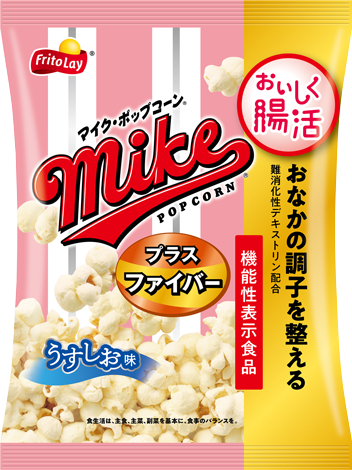 Frito Lay
マイク・ポップコーン®
mike
POPCORN®
プラス
ファイバー
うすしお味
おいしく
腸活
おなかの調子を整える
難消化性デキストリン配合
機能性表示食品
食生活は、主食、主菜、副菜を基本に、食事のバランスを。